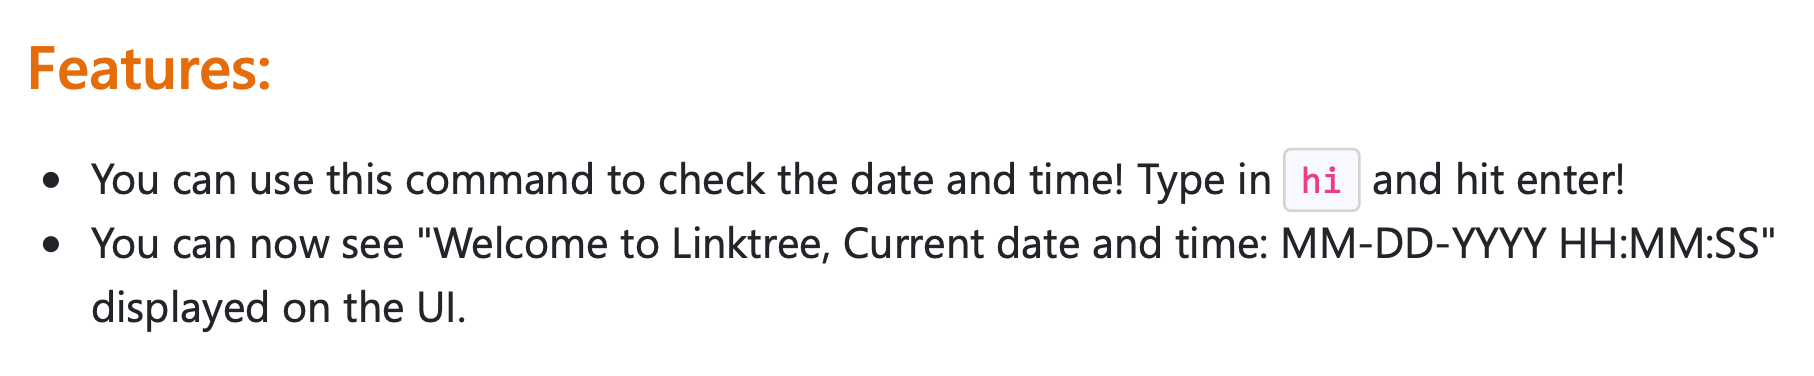 Features:
• You can use this command to check the date and time! Type in hi and hit enter!
• You can now see "Welcome to Linktree, Current date and time: MM-DD-YYYY HH:MM:SS"
displayed on the UI.